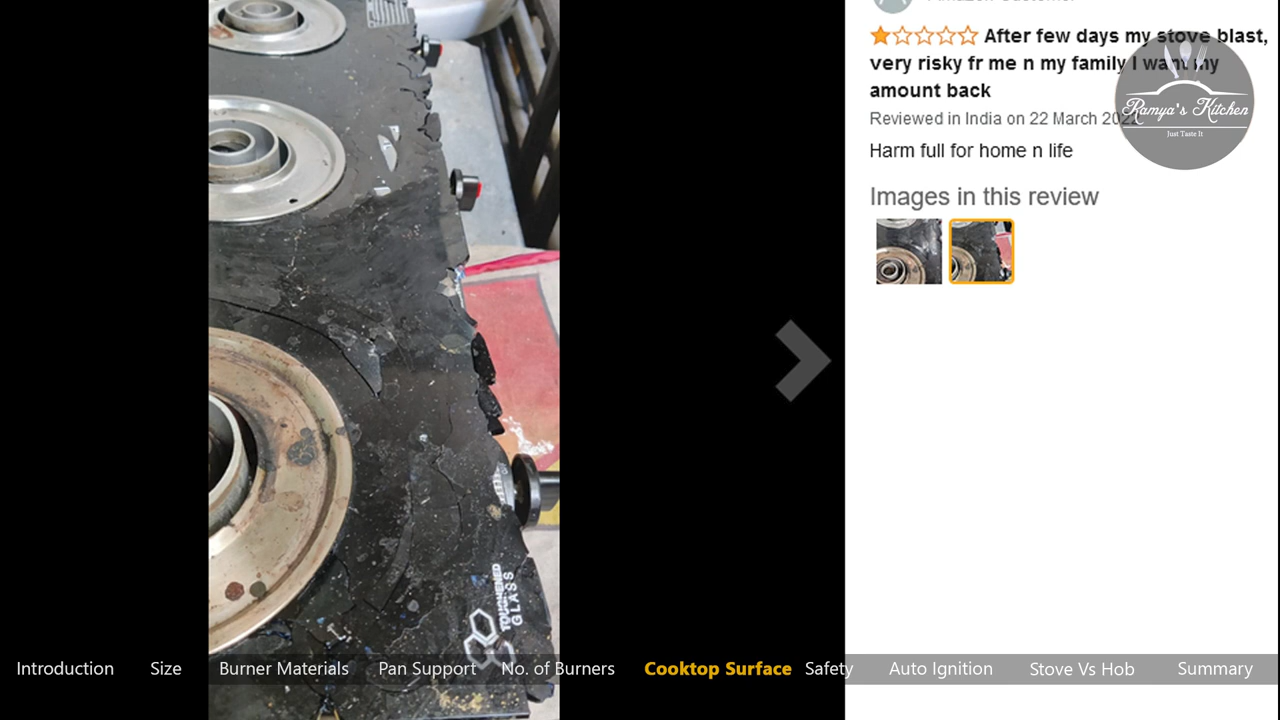 After few days my stove blast,
very risky fr me n my family I want my
amount back
Reviewed in India on 22 March 2022
Harm full for home n life
Images in this review
Ramya's Kitchen
Just Taste It
TOUGHENED
GLASS
Introduction
Size
Burner Materials
Pan Support
No. of Burners
Cooktop Surface
Safety
Auto Ignition
Stove Vs Hob
Summary